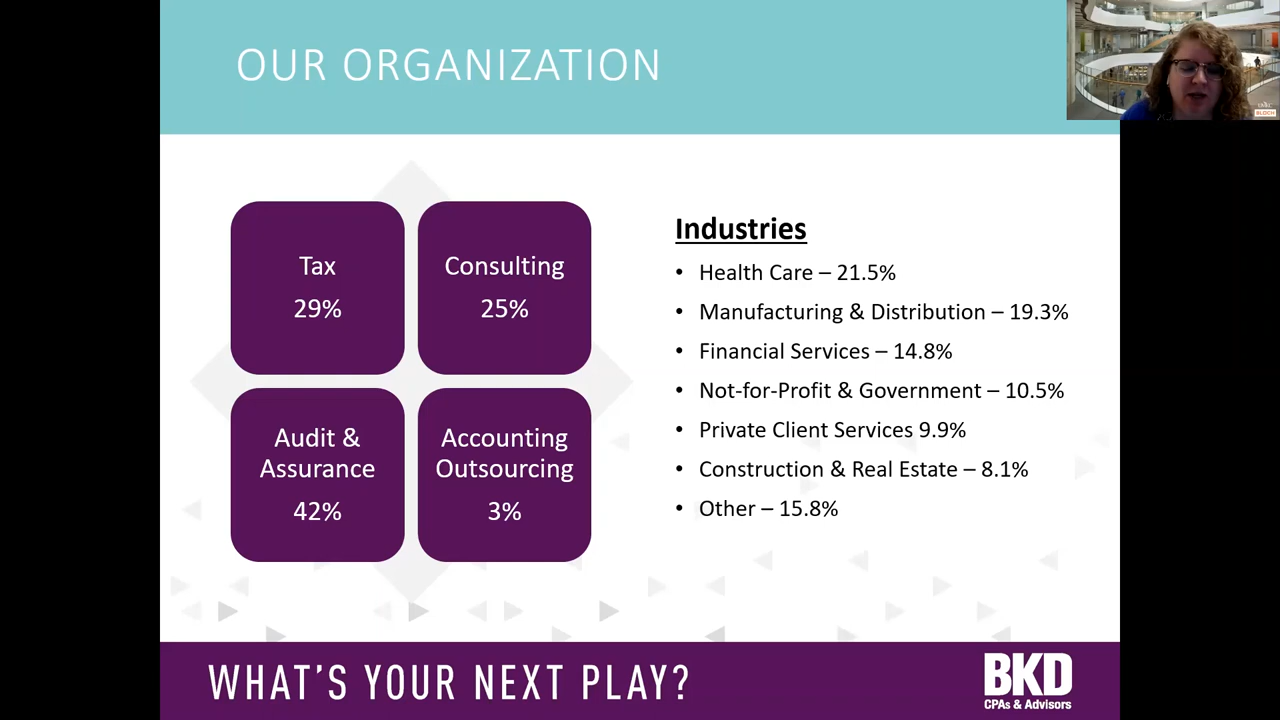 OUR ORGANIZATION
UMKC
BLOCH
Tax
29%
Consulting
25%
Audit &
Assurance
42%
Accounting
Outsourcing
3%
Industries
• Health Care – 21.5%
• Manufacturing & Distribution – 19.3%
• Financial Services – 14.8%
• Not-for-Profit & Government – 10.5%
• Private Client Services 9.9%
• Construction & Real Estate – 8.1%
• Other – 15.8%
WHAT'S YOUR NEXT PLAY?
BKD
CPAs & Advisors